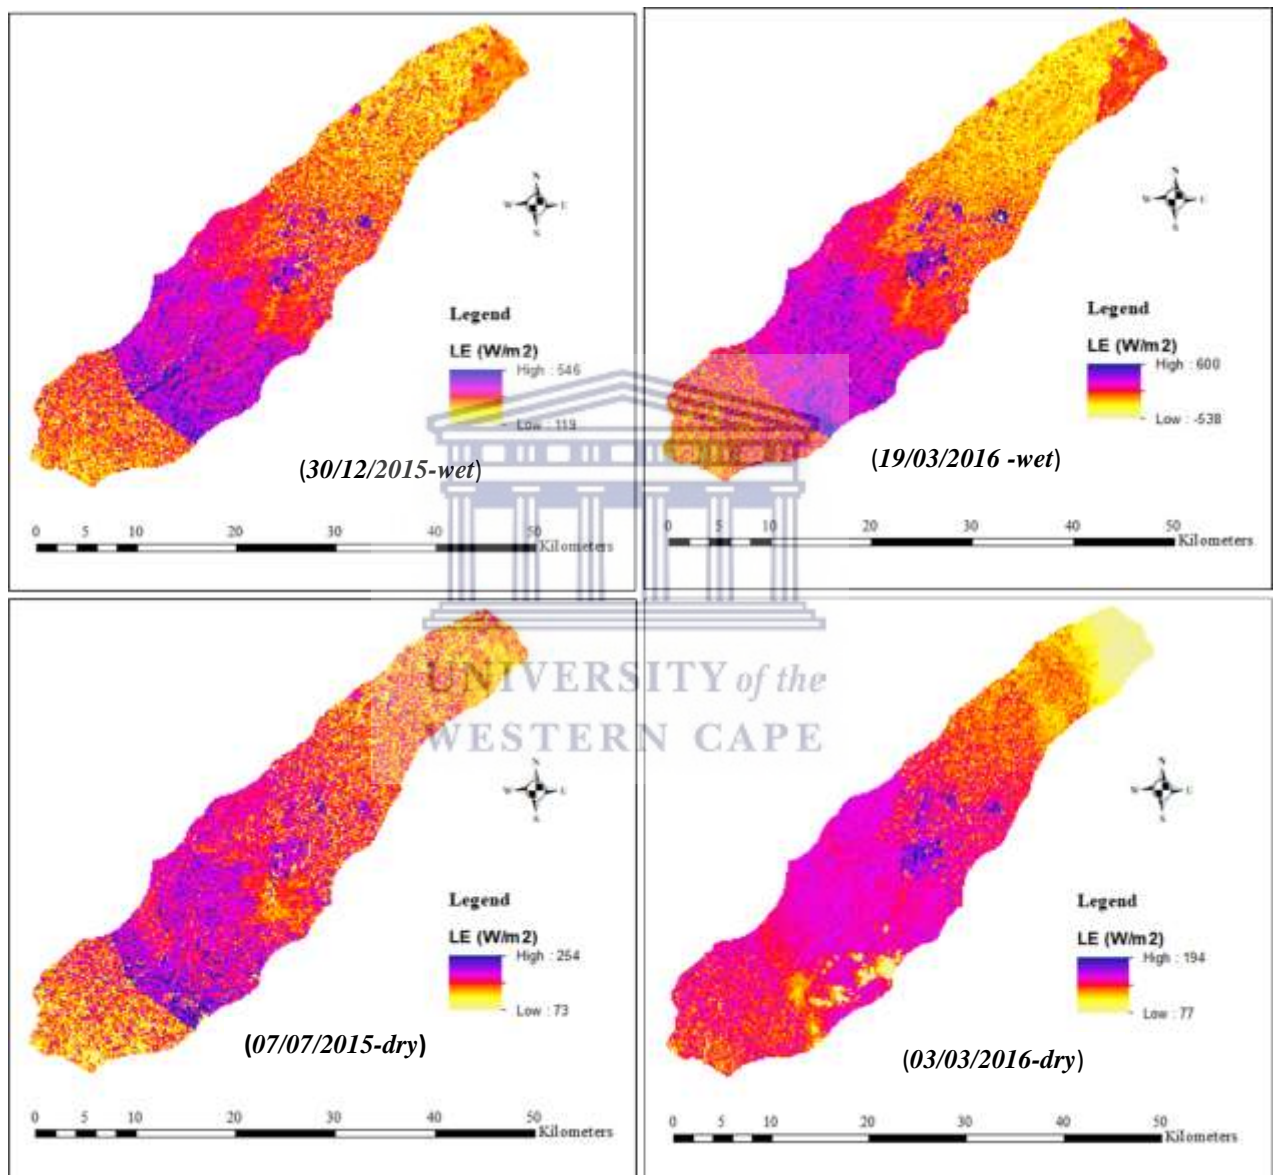 N
W E
S
Legend
LE (W/m2)
High : 546
Low : 119
(30/12/2015-wet)
0 5 10 20 30 40 50
Kilometers
N
W E
S
Legend
LE (W/m2)
High : 600
Low : -538
(19/03/2016 -wet)
0 5 10 20 30 40 50
Kilometers
UNIVERSITY of the
WESTERN CAPE
N
W E
S
Legend
LE (W/m2)
High : 254
Low : 73
(07/07/2015-dry)
0 5 10 20 30 40 50
Kilometers
N
W E
S
Legend
LE (W/m2)
High : 194
Low : 77
(03/03/2016-dry)
0 5 10 20 30 40 50
Kilometers